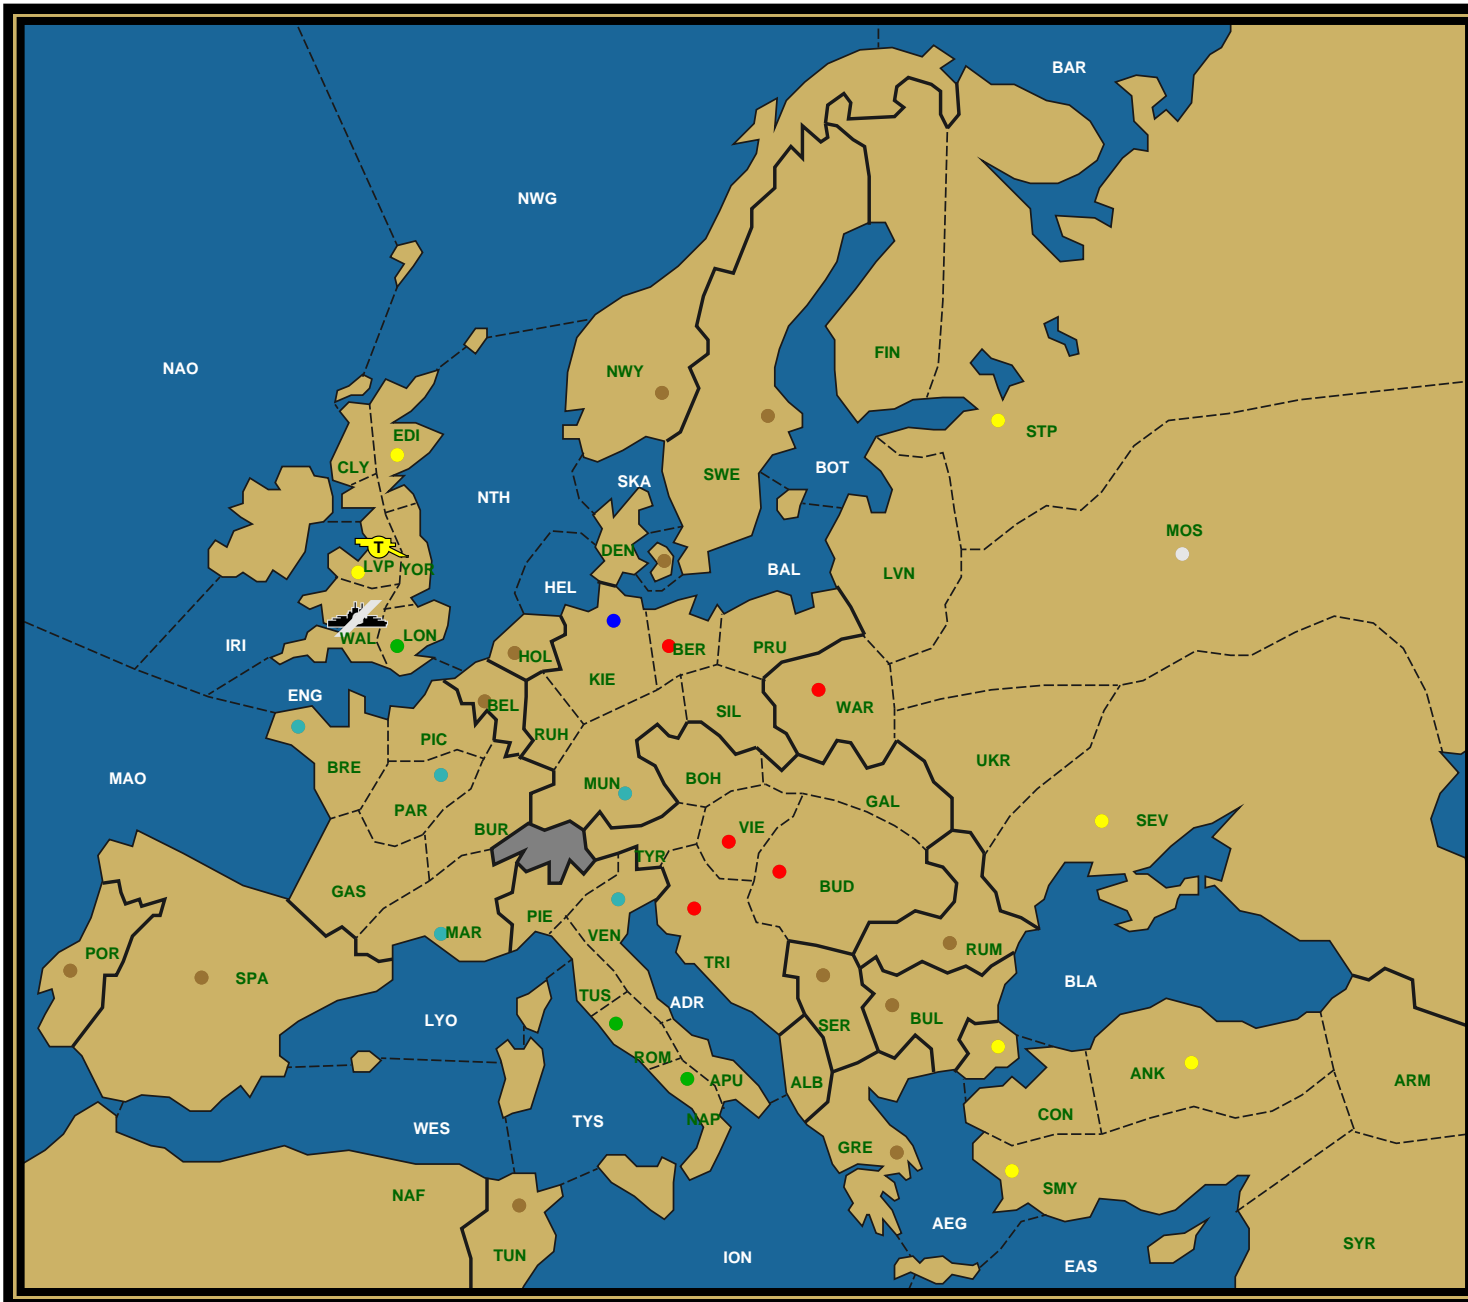 BAR
NWG
NAO
FIN
NWY
STP
EDI
CLY
SWE
BOT
SKA
NTH
MOS
DEN
T
LVP YOR
BAL
LVN
HEL
IRI
WAL LON
HOL
BER
PRU
KIE
ENG
BEL
SIL
WAR
RUH
PIC
UKR
BRE
MAO
MUN
BOH
GAL
PAR
BUR
VIE
SEV
TYR
BUD
GAS
PIE
MAR
VEN
POR
SPA
TRI
RUM
BLA
TUS
ADR
LYO
SER
BUL
ROM
APU
ALB
ANK
ARM
NAP
CON
WES
TYS
GRE
NAF
SMY
AEG
SYR
TUN
ION
EAS